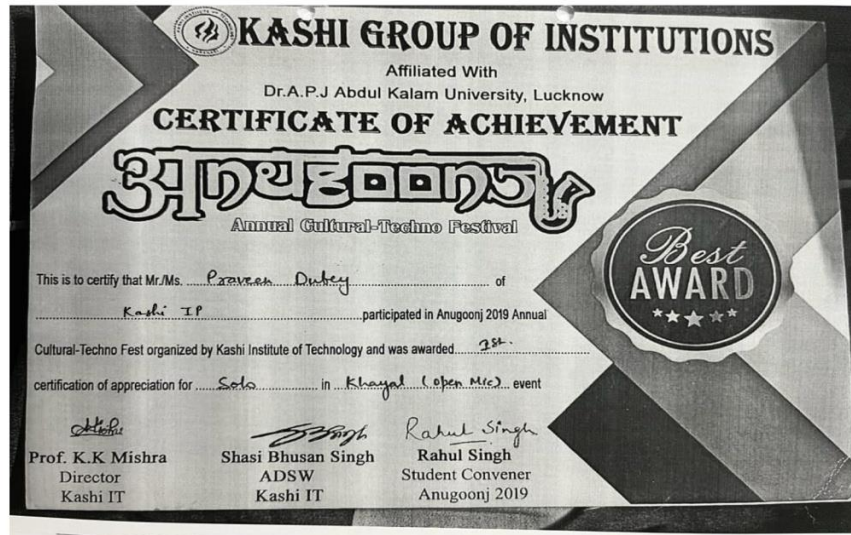 KASHI GROUP OF INSTITUTIONS
Affiliated With
Dr.A.P.J Abdul Kalam University, Lucknow
CERTIFICATE OF ACHIEVEMENT
Annual Cultural-Techno Festival
Best
AWARD
This is to certify that Mr./Ms. Praveen Dubey of
Kashi IP participated in Anugoonj 2019 Annual
Cultural-Techno Fest organized by Kashi Institute of Technology and was awarded 1st.
certification of appreciation for Solo in Khayal (open Mic) event
Rahul Singh
Prof. K.K Mishra
Shasi Bhusan Singh
Rahul Singh
Director
ADSW
Student Convener
Kashi IT
Kashi IT
Anugoonj 2019